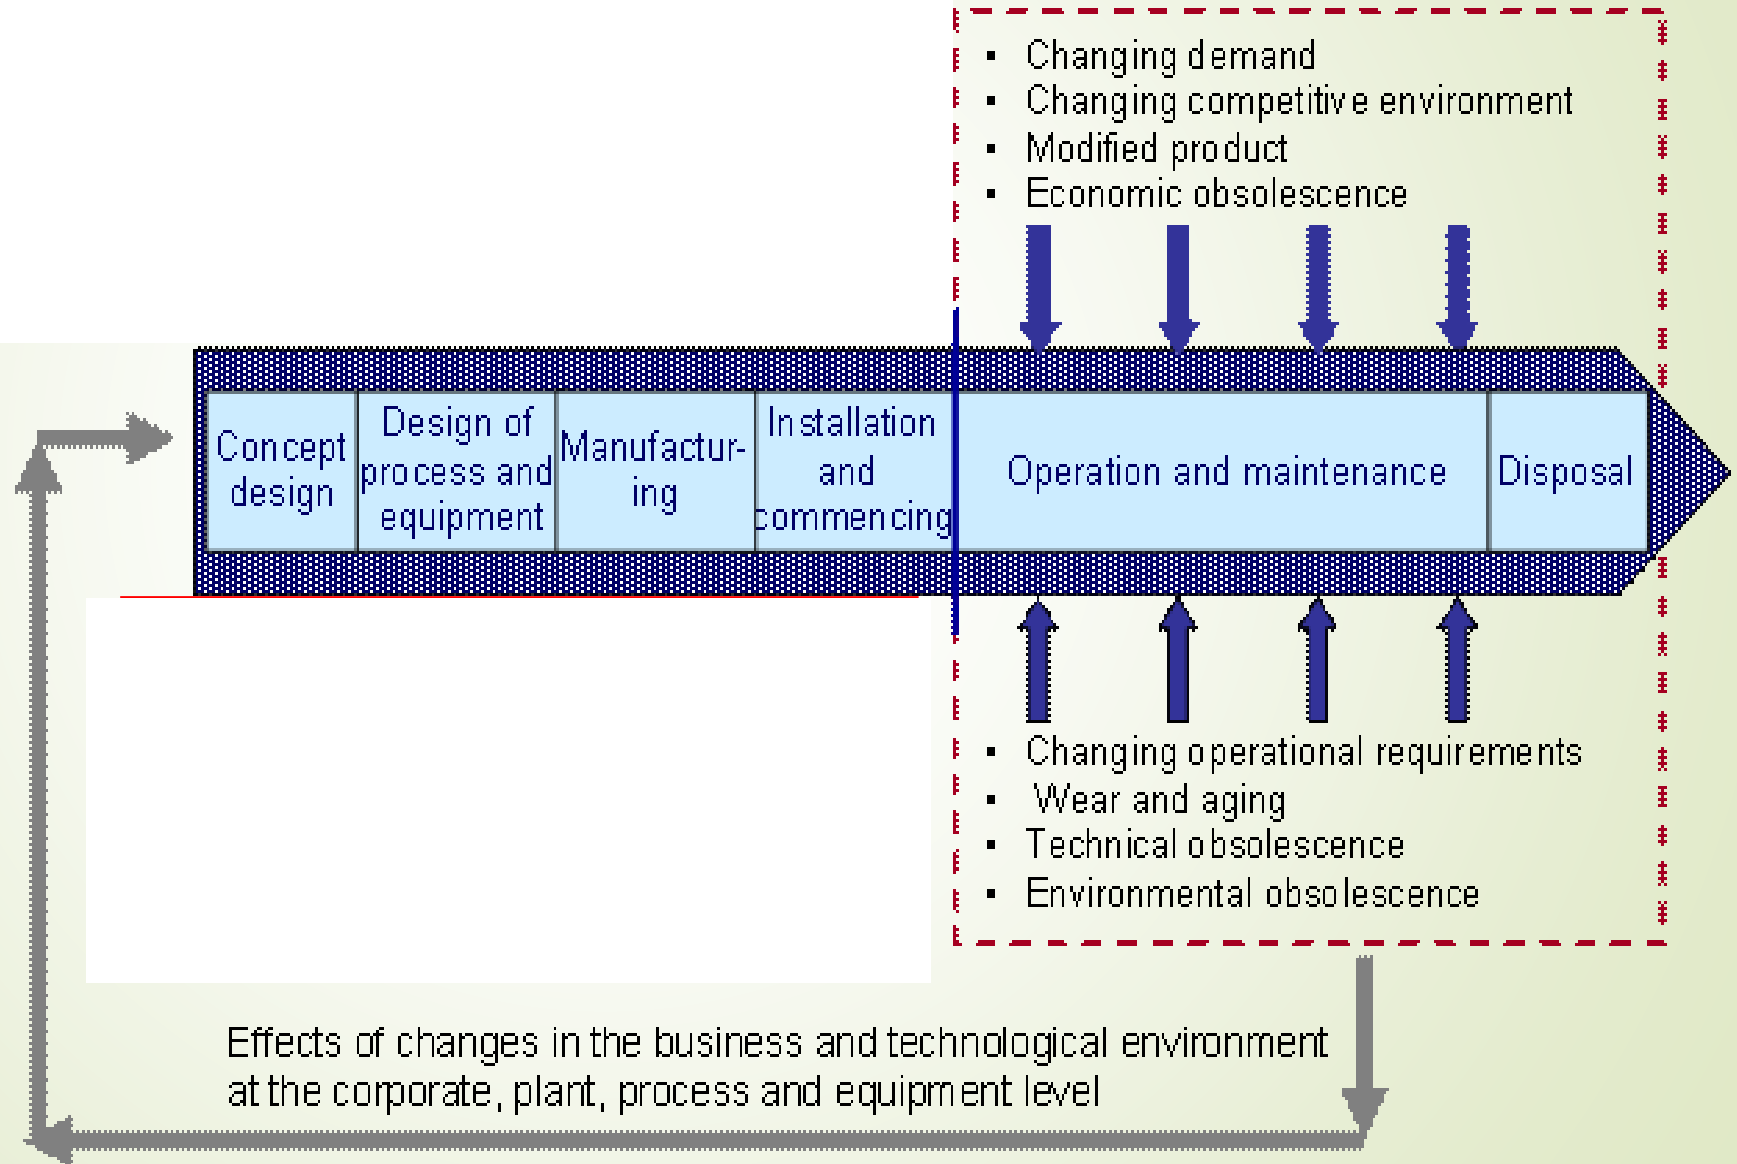 ▪ Changing demand
▪ Changing competitive environment
▪ Modified product
▪ Economic obsolescence
Concept
design
Design of
process and
equipment
Manufactur-
ing
Installation
and
commencing
Operation and maintenance
Disposal
▪ Changing operational requirements
▪ Wear and aging
▪ Technical obsolescence
▪ Environmental obsolescence
Effects of changes in the business and technological environment
at the corporate, plant, process and equipment level